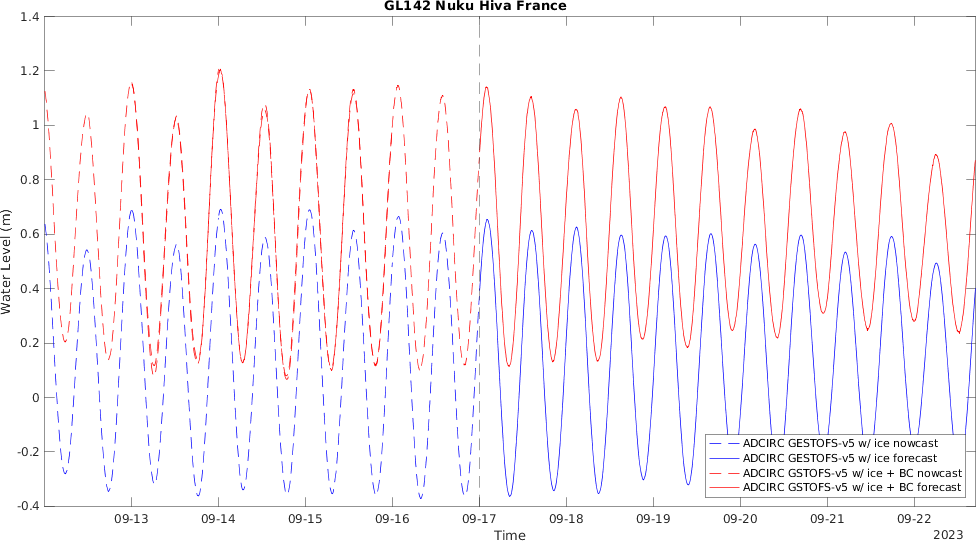 GL142 Nuku Hiva France
1.4
1.2
1
0.8
0.6
0.4
0.2
0
-0.2
-0.4
Water Level (m)
09-13 09-14 09-15 09-16 09-17 09-18 09-19 09-20 09-21 09-22
Time
2023
ADCIRC GESTOFS-v5 w/ ice nowcast
ADCIRC GESTOFS-v5 w/ ice forecast
ADCIRC GSTOFS-v5 w/ ice + BC nowcast
ADCIRC GSTOFS-v5 w/ ice + BC forecast